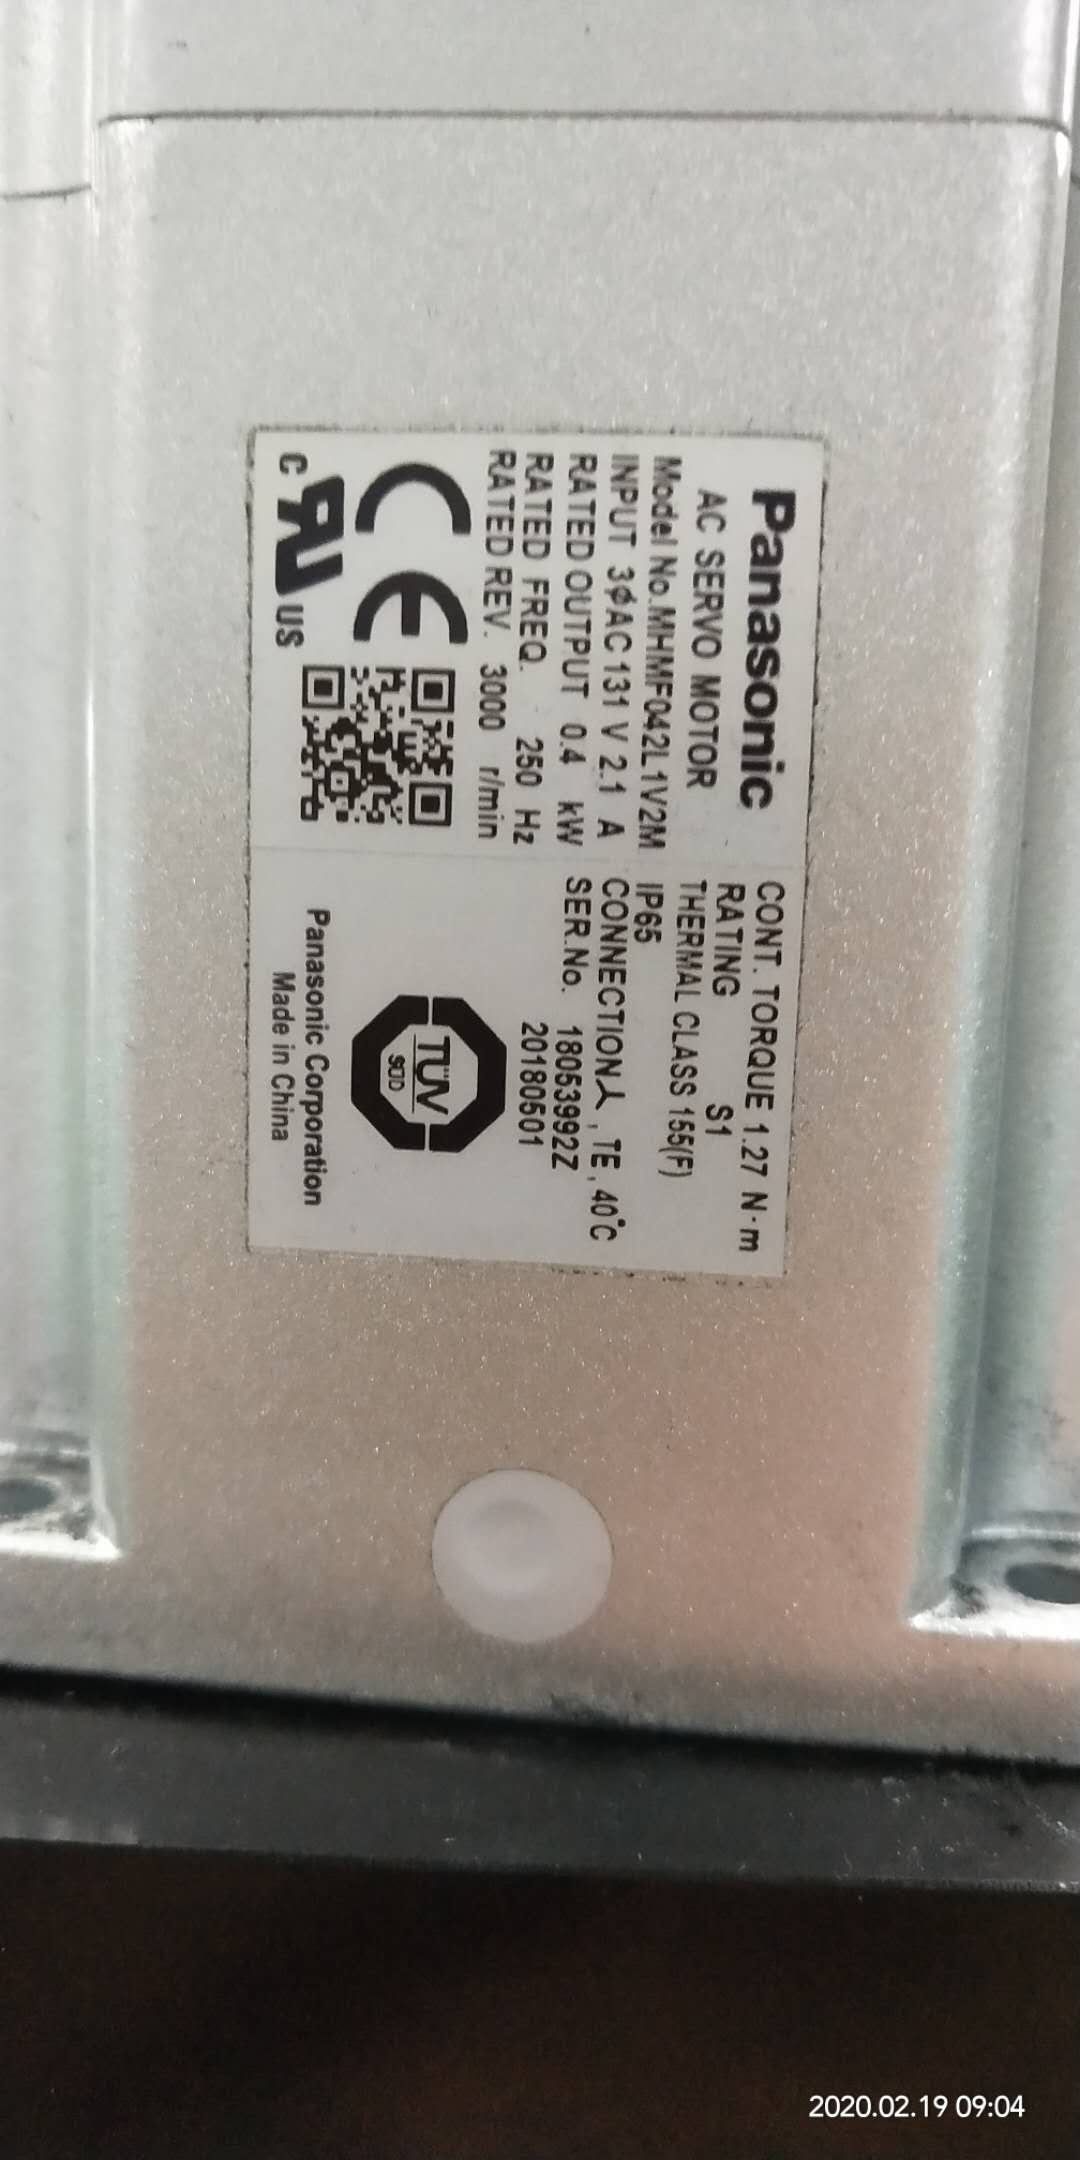 Panasonic
AC SERVO MOTOR
Model No.MHMF042L1V2M
INPUT 3φAC 131 V 2.1 A
RATED OUTPUT 0.4 kW
RATED FREQ. 250 Hz
RATED REV. 3000 r/min
CE
C
US
CONT. TORQUE 1.27 N·m
RATING S1
THERMAL CLASS 155(F)
IP65
CONNECTION⅄, TE, 40°C
SER.No. 18053992Z
20180501
TÜV
SÜD
Panasonic Corporation
Made in China
2020.02.19 09:04